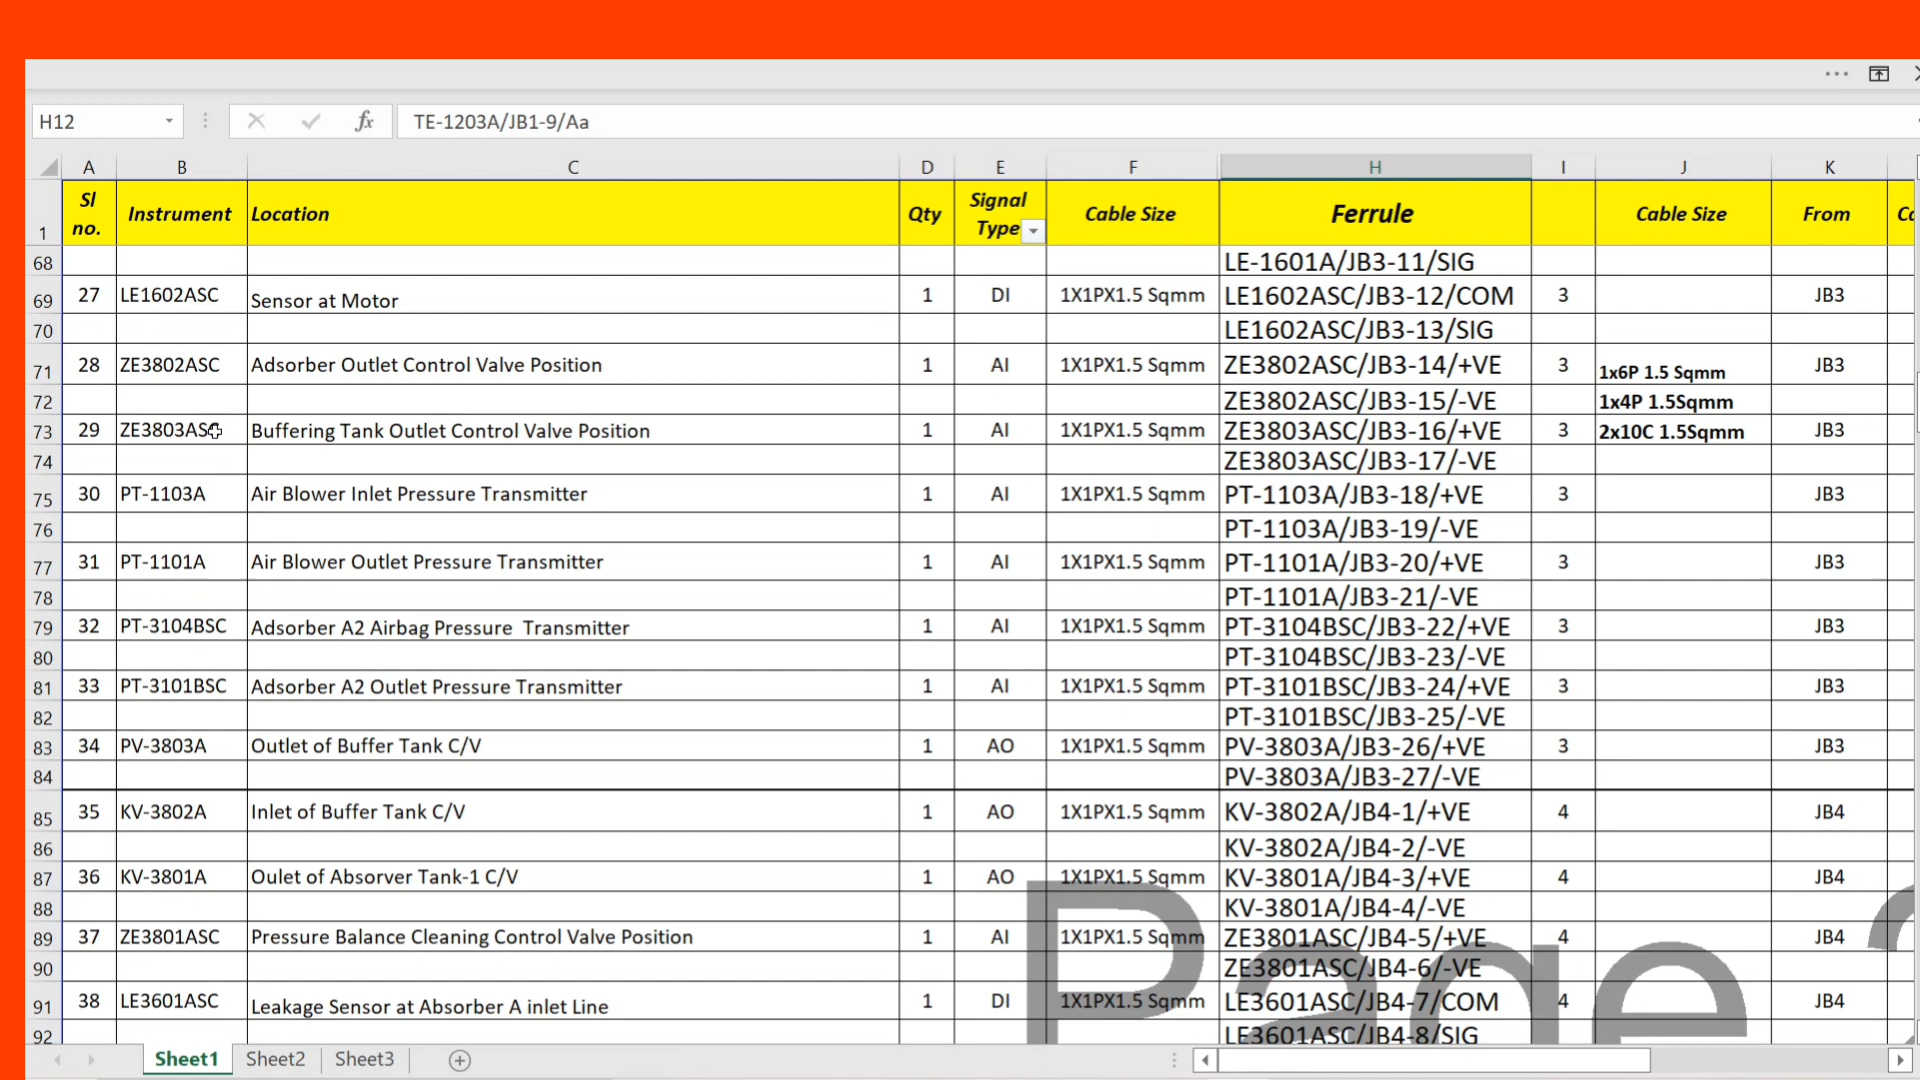 H12 fx TE-1203A/JB1-9/Aa
A B C D E F H I J K
1 Sl no. Instrument Location Qty Signal Type Cable Size Ferrule Cable Size From
68 LE-1601A/JB3-11/SIG
69 27 LE1602ASC Sensor at Motor 1 DI 1X1PX1.5 Sqmm LE1602ASC/JB3-12/COM 3 JB3
70 LE1602ASC/JB3-13/SIG
71 28 ZE3802ASC Adsorber Outlet Control Valve Position 1 AI 1X1PX1.5 Sqmm ZE3802ASC/JB3-14/+VE 3 1x6P 1.5 Sqmm JB3
72 ZE3802ASC/JB3-15/-VE 1x4P 1.5Sqmm
73 29 ZE3803ASC Buffering Tank Outlet Control Valve Position 1 AI 1X1PX1.5 Sqmm ZE3803ASC/JB3-16/+VE 3 2x10C 1.5Sqmm JB3
74 ZE3803ASC/JB3-17/-VE
75 30 PT-1103A Air Blower Inlet Pressure Transmitter 1 AI 1X1PX1.5 Sqmm PT-1103A/JB3-18/+VE 3 JB3
76 PT-1103A/JB3-19/-VE
77 31 PT-1101A Air Blower Outlet Pressure Transmitter 1 AI 1X1PX1.5 Sqmm PT-1101A/JB3-20/+VE 3 JB3
78 PT-1101A/JB3-21/-VE
79 32 PT-3104BSC Adsorber A2 Airbag Pressure Transmitter 1 AI 1X1PX1.5 Sqmm PT-3104BSC/JB3-22/+VE 3 JB3
80 PT-3104BSC/JB3-23/-VE
81 33 PT-3101BSC Adsorber A2 Outlet Pressure Transmitter 1 AI 1X1PX1.5 Sqmm PT-3101BSC/JB3-24/+VE 3 JB3
82 PT-3101BSC/JB3-25/-VE
83 34 PV-3803A Outlet of Buffer Tank C/V 1 AO 1X1PX1.5 Sqmm PV-3803A/JB3-26/+VE 3 JB3
84 PV-3803A/JB3-27/-VE
85 35 KV-3802A Inlet of Buffer Tank C/V 1 AO 1X1PX1.5 Sqmm KV-3802A/JB4-1/+VE 4 JB4
86 KV-3802A/JB4-2/-VE
87 36 KV-3801A Oulet of Absorver Tank-1 C/V 1 AO 1X1PX1.5 Sqmm KV-3801A/JB4-3/+VE 4 JB4
88 KV-3801A/JB4-4/-VE
89 37 ZE3801ASC Pressure Balance Cleaning Control Valve Position 1 AI 1X1PX1.5 Sqmm ZE3801ASC/JB4-5/+VE 4 JB4
90 ZE3801ASC/JB4-6/-VE
91 38 LE3601ASC Leakage Sensor at Absorber A inlet Line 1 DI 1X1PX1.5 Sqmm LE3601ASC/JB4-7/COM 4 JB4
92 LE3601ASC/JB4-8/SIG
Page
Sheet1 Sheet2 Sheet3